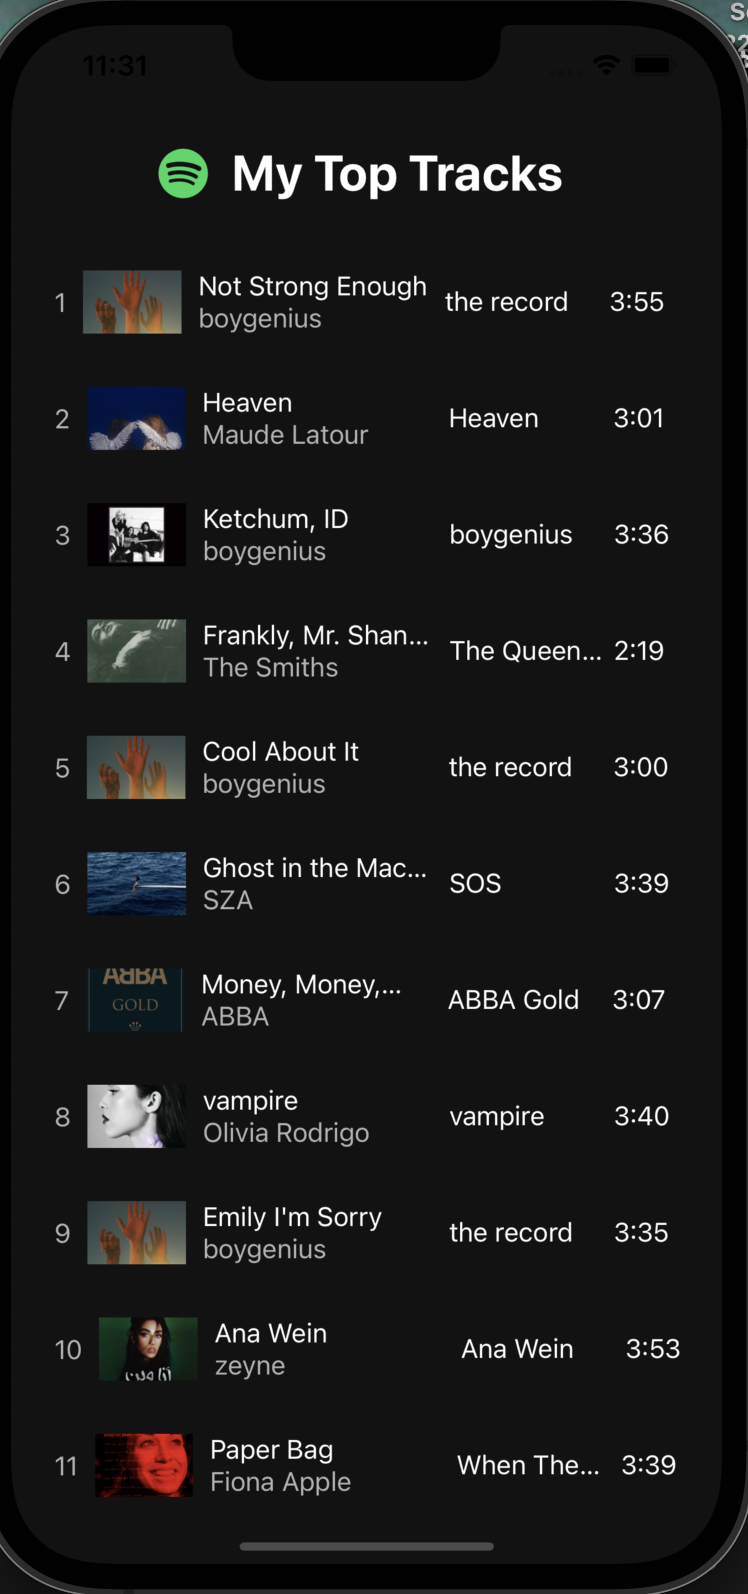 11:31
My Top Tracks
1
Not Strong Enough
boygenius
the record
3:55
2
Heaven
Maude Latour
Heaven
3:01
3
Ketchum, ID
boygenius
boygenius
3:36
4
Frankly, Mr. Shan...
The Smiths
The Queen...
2:19
5
Cool About It
boygenius
the record
3:00
6
Ghost in the Mac...
SZA
SOS
3:39
7
ABBA
GOLD
Money, Money,...
ABBA
ABBA Gold
3:07
8
vampire
Olivia Rodrigo
vampire
3:40
9
Emily I'm Sorry
boygenius
the record
3:35
10
Ana Wein
zeyne
Ana Wein
3:53
11
Paper Bag
Fiona Apple
When The...
3:39